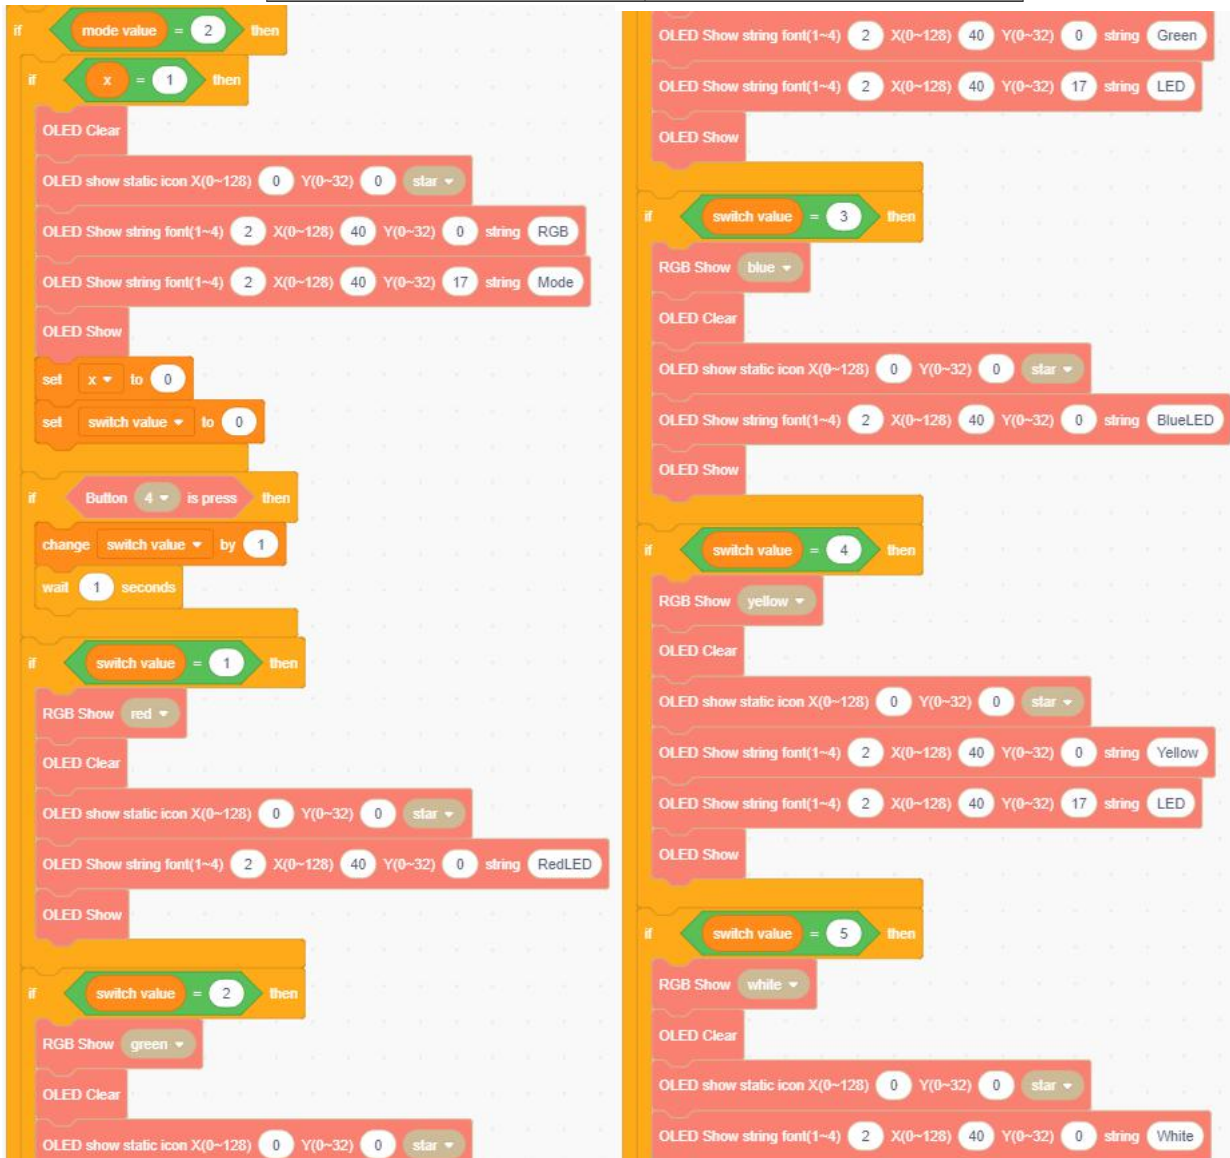 if mode value = 2 then
if x = 1 then
OLED Clear
OLED show static icon X(0~128) 0 Y(0~32) 0 star
OLED Show string font(1~4) 2 X(0~128) 40 Y(0~32) 0 string RGB
OLED Show string font(1~4) 2 X(0~128) 40 Y(0~32) 17 string Mode
OLED Show
set x to 0
set switch value to 0
if Button 4 is press then
change switch value by 1
wait 1 seconds
if switch value = 1 then
RGB Show red
OLED Clear
OLED show static icon X(0~128) 0 Y(0~32) 0 star
OLED Show string font(1~4) 2 X(0~128) 40 Y(0~32) 0 string RedLED
OLED Show
if switch value = 2 then
RGB Show green
OLED Clear
OLED show static icon X(0~128) 0 Y(0~32) 0 star
OLED Show string font(1~4) 2 X(0~128) 40 Y(0~32) 0 string Green
OLED Show string font(1~4) 2 X(0~128) 40 Y(0~32) 17 string LED
OLED Show
if switch value = 3 then
RGB Show blue
OLED Clear
OLED show static icon X(0~128) 0 Y(0~32) 0 star
OLED Show string font(1~4) 2 X(0~128) 40 Y(0~32) 0 string BlueLED
OLED Show
if switch value = 4 then
RGB Show yellow
OLED Clear
OLED show static icon X(0~128) 0 Y(0~32) 0 star
OLED Show string font(1~4) 2 X(0~128) 40 Y(0~32) 0 string Yellow
OLED Show string font(1~4) 2 X(0~128) 40 Y(0~32) 17 string LED
OLED Show
if switch value = 5 then
RGB Show white
OLED Clear
OLED show static icon X(0~128) 0 Y(0~32) 0 star
OLED Show string font(1~4) 2 X(0~128) 40 Y(0~32) 0 string White